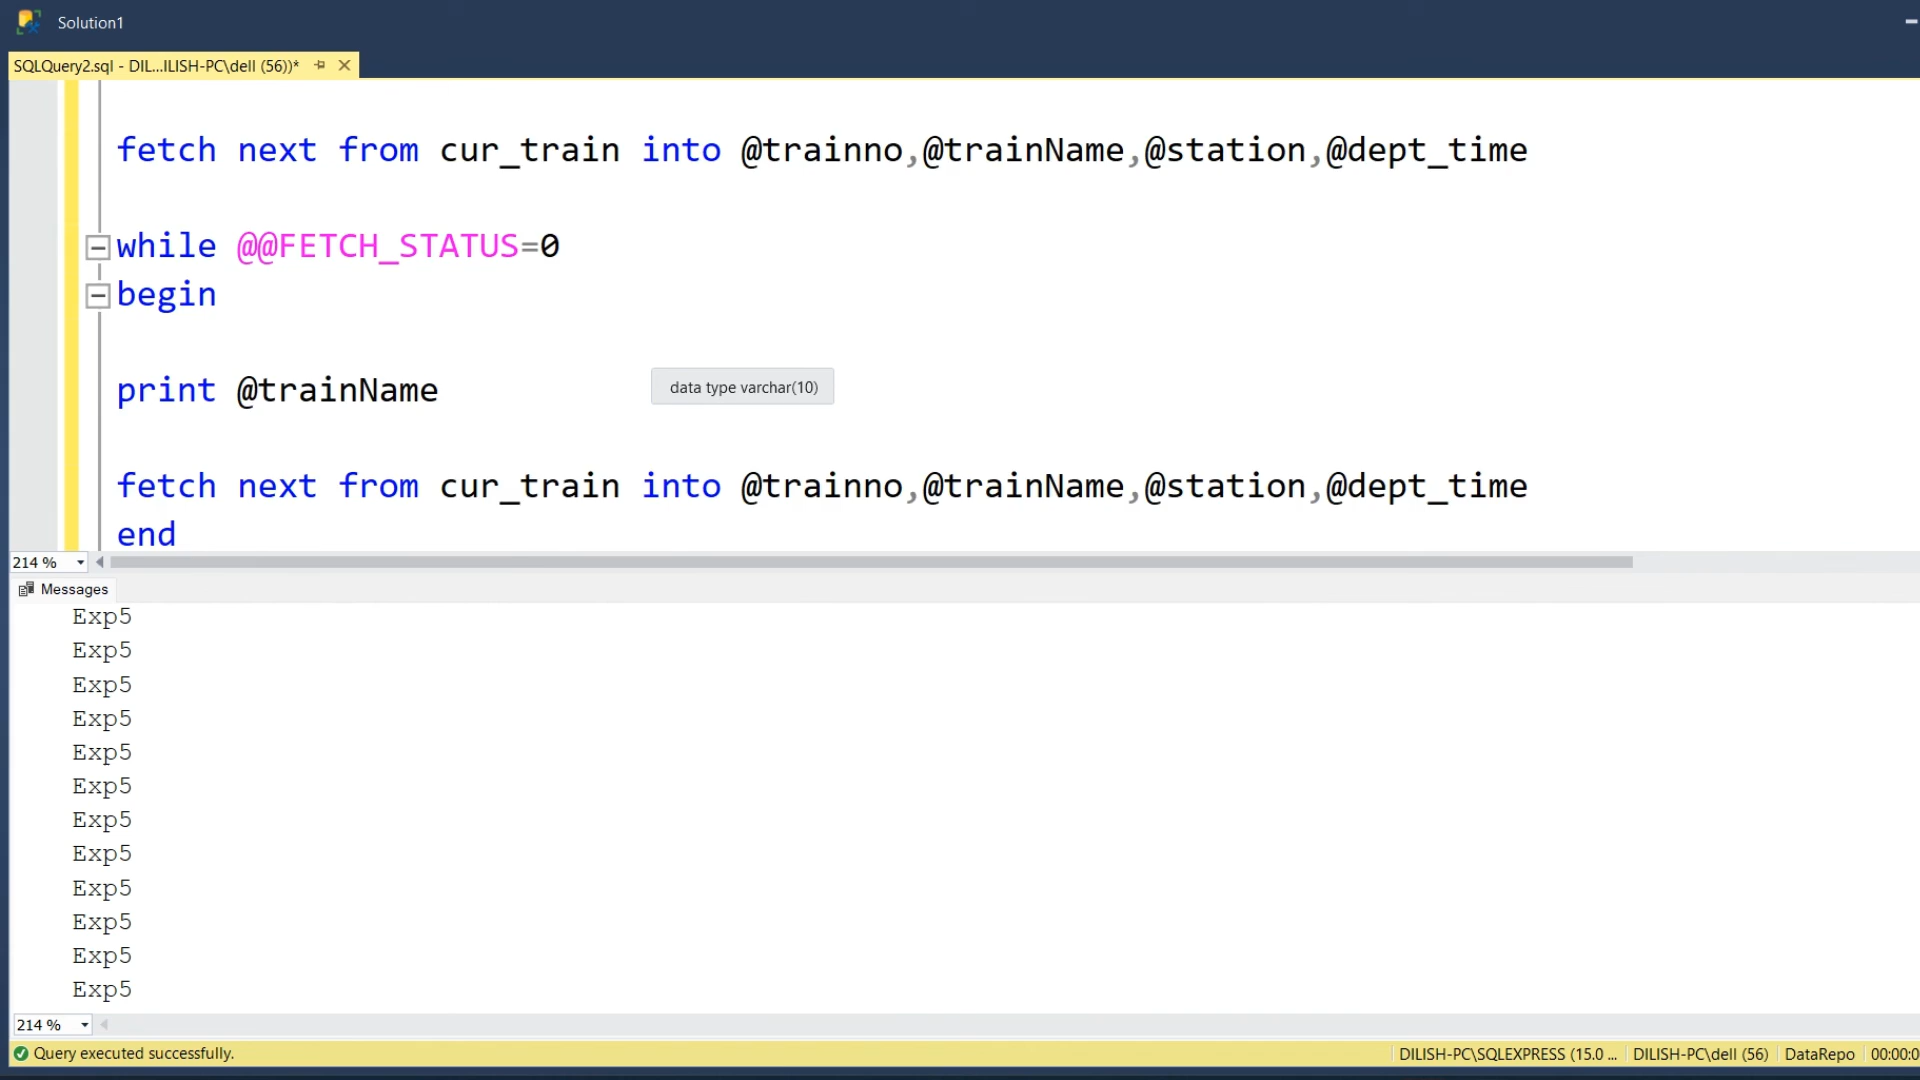 Solution1
SQLQuery2.sql - DIL...ILISH-PC\dell (56))*
fetch next from cur_train into @trainno,@trainName,@station,@dept_time
while @@FETCH_STATUS=0
begin
print @trainName
data type varchar(10)
fetch next from cur_train into @trainno,@trainName,@station,@dept_time
end
214 %
Messages
Exp5
Exp5
Exp5
Exp5
Exp5
Exp5
Exp5
Exp5
Exp5
Exp5
Exp5
Exp5
214 %
Query executed successfully.
DILISH-PC\SQLEXPRESS (15.0 ...
DILISH-PC\dell (56)
DataRepo
00:00:0